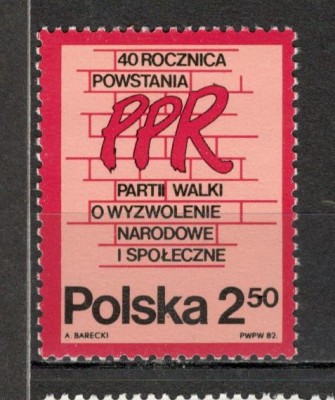 40 ROCZNICA
POWSTANIA
PPR
PARTII WALKI
O WYZWOLENIE
NARODOWE
I SPOŁECZNE
Polska 2 50
A. BARECKI PWPW 82.